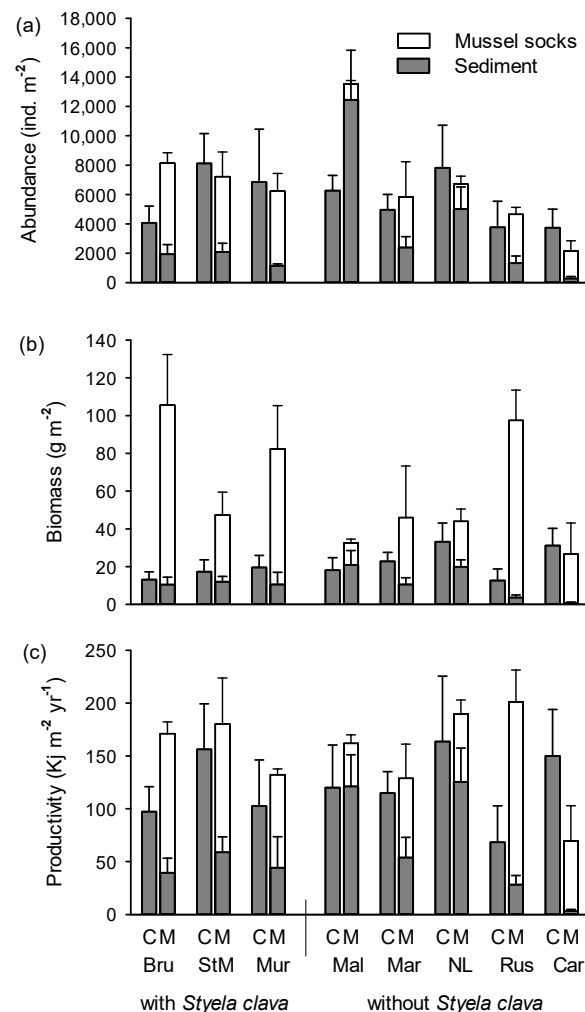 (a)
Abundance (ind. m-2)
18,000
16,000
14,000
12,000
10,000
8000
6000
4000
2000
0
Mussel socks
Sediment
(b)
Biomass (g m-2)
140
120
100
80
60
40
20
0
(c)
Productivity (Kj m-2 yr-1)
250
200
150
100
50
0
C M C M C M C M C M C M C M C M
Bru StM Mur Mal Mar NL Rus Car
with Styela clava without Styela clava